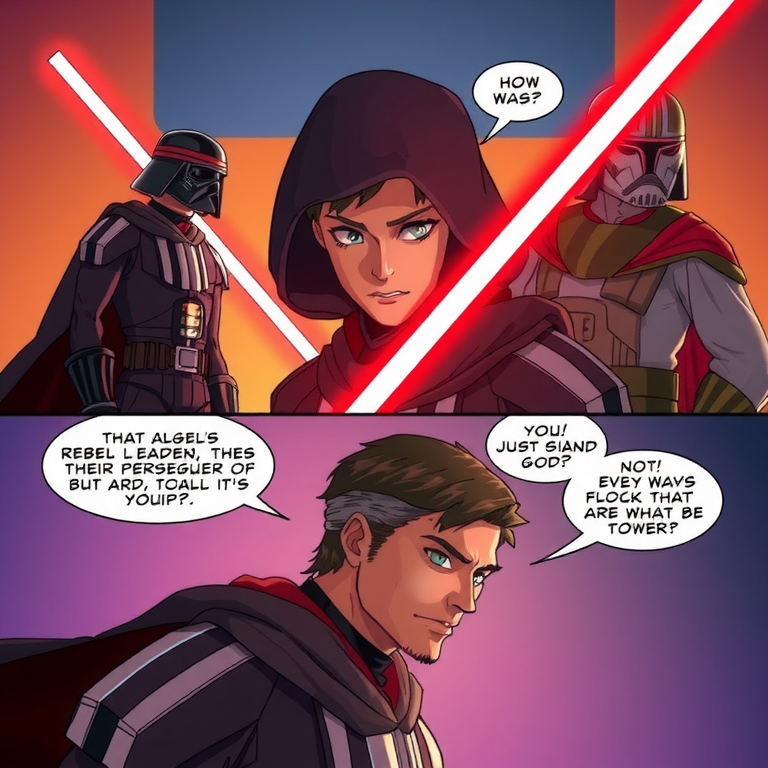 HOW
WAS?
THAT ALGEL'S
REBEL LEADEN, THES
THEIR PERSEGUER OF
BUT ARD, TOALL IT'S
YOUIP?.
YOU!
JUST SIAND
GOD?
NOT!
EVEY WAVS
FLOCK THAT
ARE WHAT BE
TOWER?